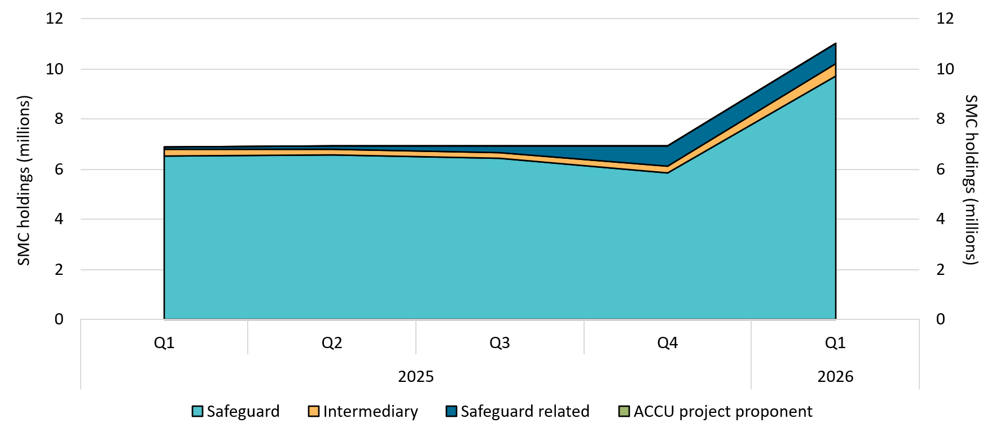 12
12
10
10
8
8
6
6
4
4
2
2
0
0
SMC holdings (millions)
SMC holdings (millions)
Q1
Q2
Q3
Q4
Q1
2025
2026
Safeguard
Intermediary
Safeguard related
ACCU project proponent